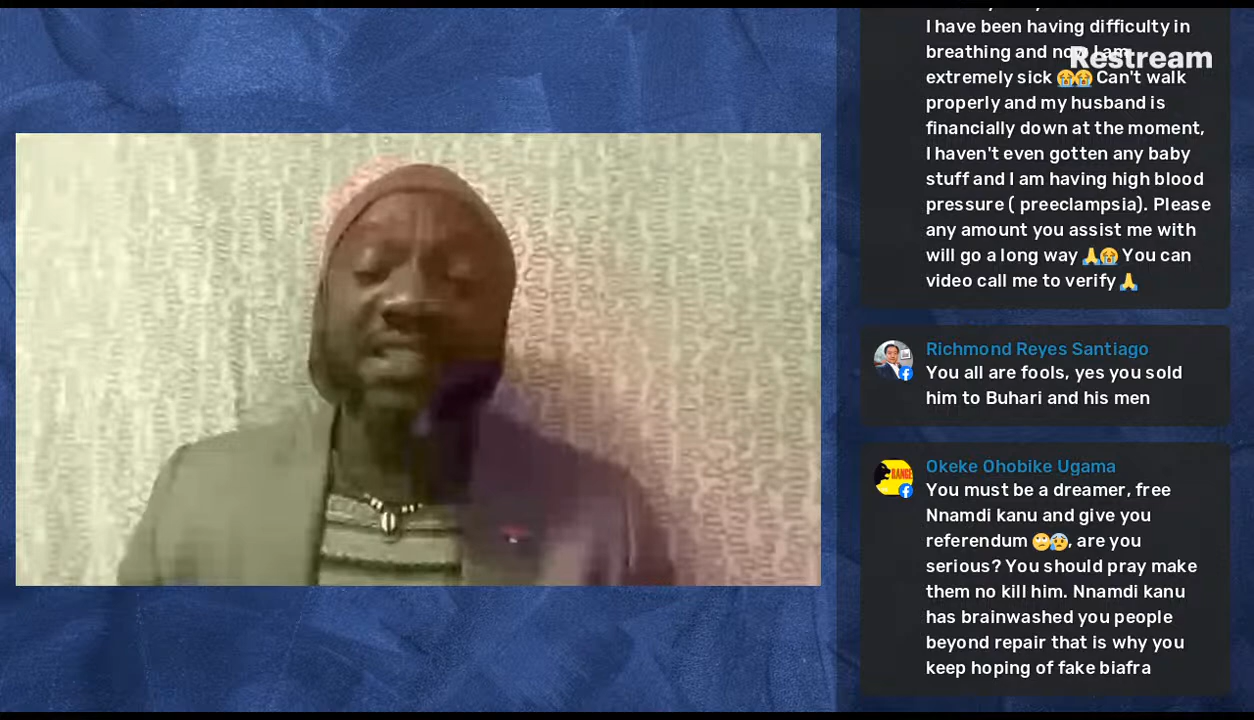 I have been having difficulty in
breathing and now I am
Restream
extremely sick 😭😭 Can't walk
properly and my husband is
financially down at the moment,
I haven't even gotten any baby
stuff and I am having high blood
pressure ( preeclampsia). Please
any amount you assist me with
will go a long way 🙏😭 You can
video call me to verify 🙏
Richmond Reyes Santiago
You all are fools, yes you sold
him to Buhari and his men
Okeke Ohobike Ugama
You must be a dreamer, free
Nnamdi kanu and give you
referendum 🙄😰, are you
serious? You should pray make
them no kill him. Nnamdi kanu
has brainwashed you people
beyond repair that is why you
keep hoping of fake biafra